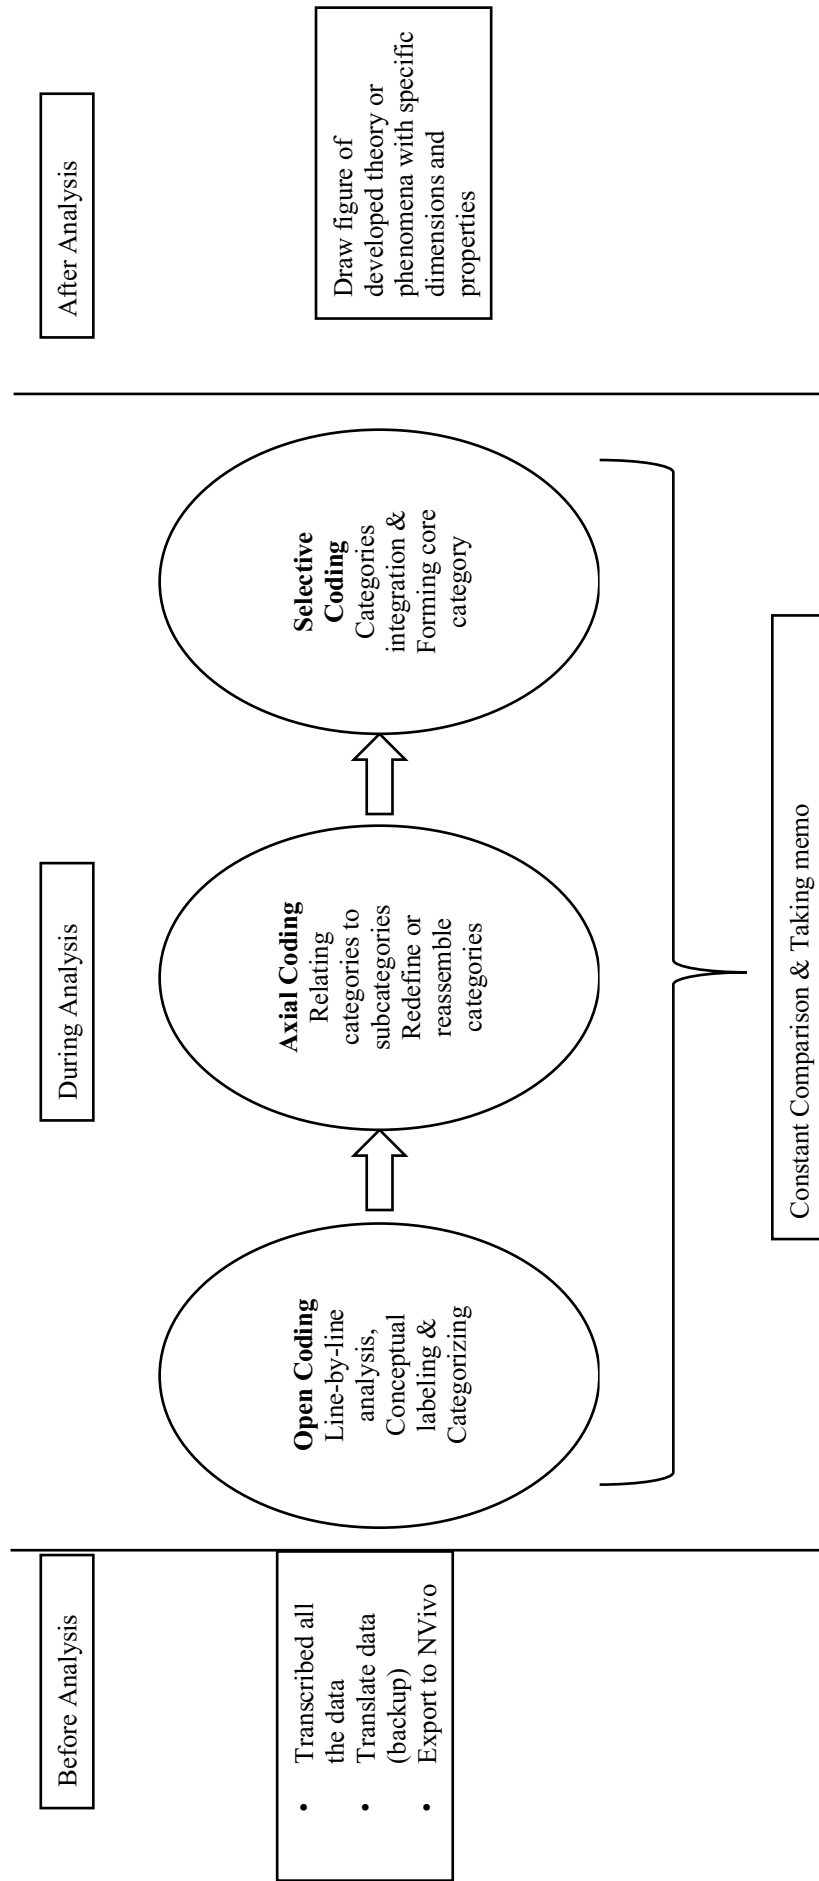 Before Analysis
• Transcribed all
the data
• Translate data
(backup)
• Export to NVivo
During Analysis
Open Coding
Line-by-line
analysis,
Conceptual
labeling &
Categorizing
Axial Coding
Relating
categories to
subcategories
Redefine or
reassemble
categories
Selective
Coding
Categories
integration &
Forming core
category
Constant Comparison & Taking memo
After Analysis
Draw figure of
developed theory or
phenomena with specific
dimensions and
properties